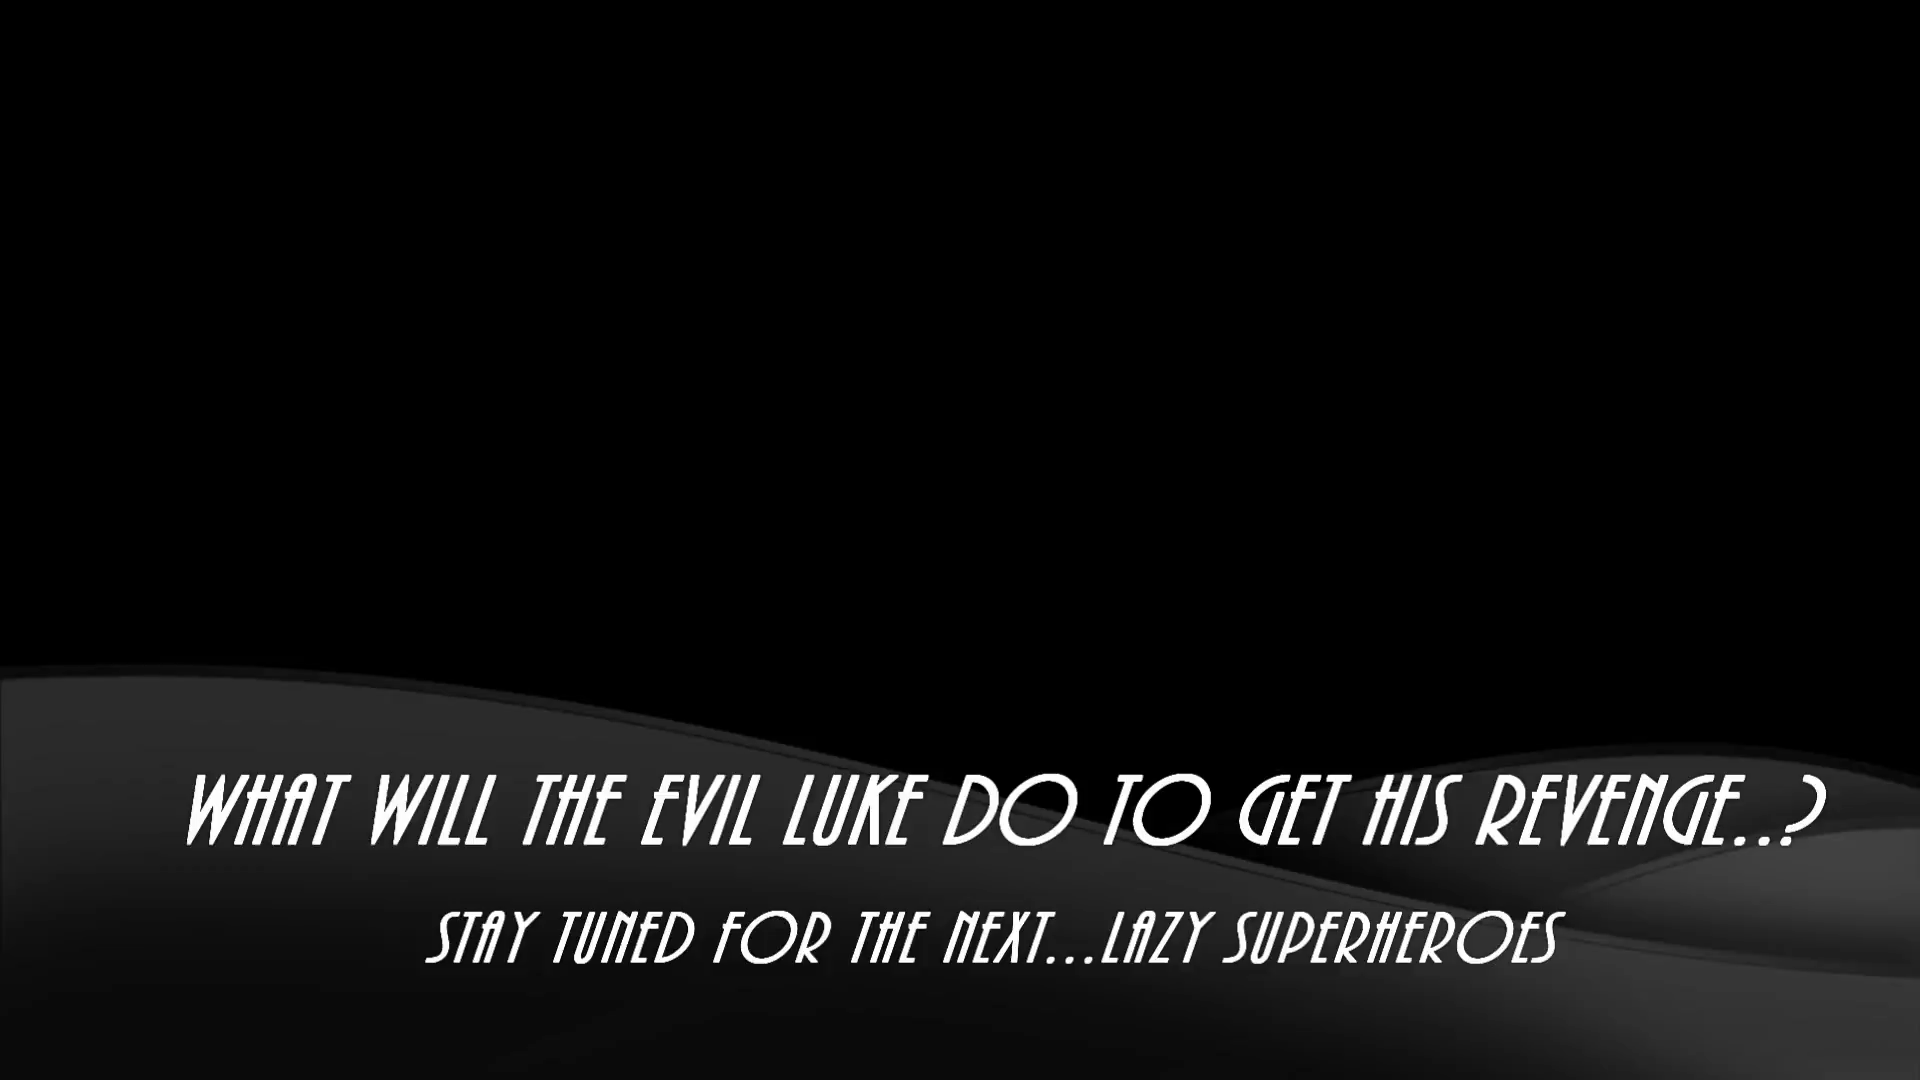 WHAT WILL THE EVIL LUKE DO TO GET HIS REVENGE..?
STAY TUNED FOR THE NEXT...LAZY SUPERHEROES